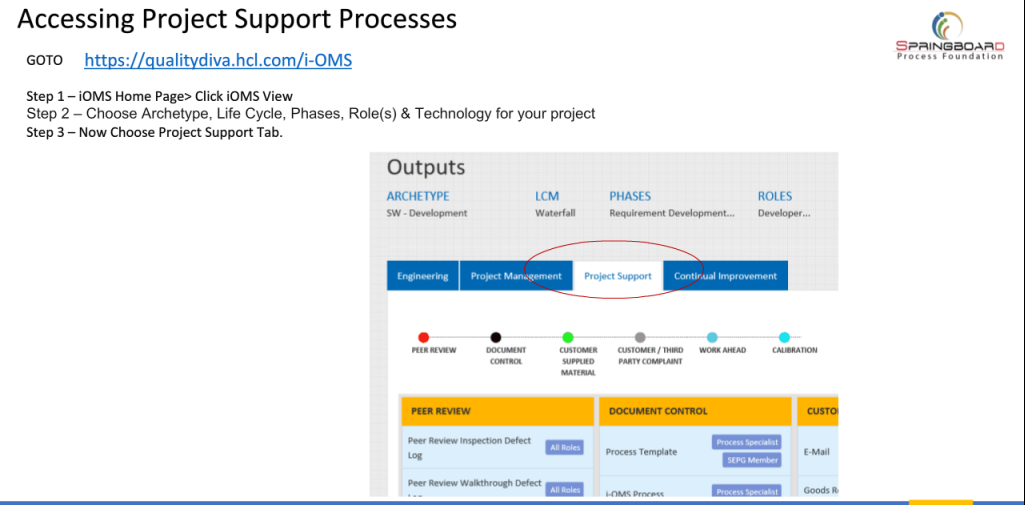 Accessing Project Support Processes
SPRINGBOARD
Process Foundation
GOTO https://qualitydiva.hcl.com/i-OMS
Step 1 – iOMS Home Page> Click iOMS View
Step 2 – Choose Archetype, Life Cycle, Phases, Role(s) & Technology for your project
Step 3 – Now Choose Project Support Tab.
Outputs
ARCHETYPE LCM PHASES ROLES
SW - Development Waterfall Requirement Development... Developer...
Engineering Project Management Project Support Continual Improvement
PEER REVIEW
DOCUMENT
CONTROL
CUSTOMER
SUPPLIED
MATERIAL
CUSTOMER / THIRD
PARTY COMPLAINT
WORK AHEAD
CALIBRATION
PEER REVIEW DOCUMENT CONTROL CUSTO
Peer Review Inspection Defect
Log
All Roles
Process Template
Process Specialist
SEPG Member
E-Mail
Peer Review Walkthrough Defect
All Roles
i-OMS Process
Process Specialist
Goods R